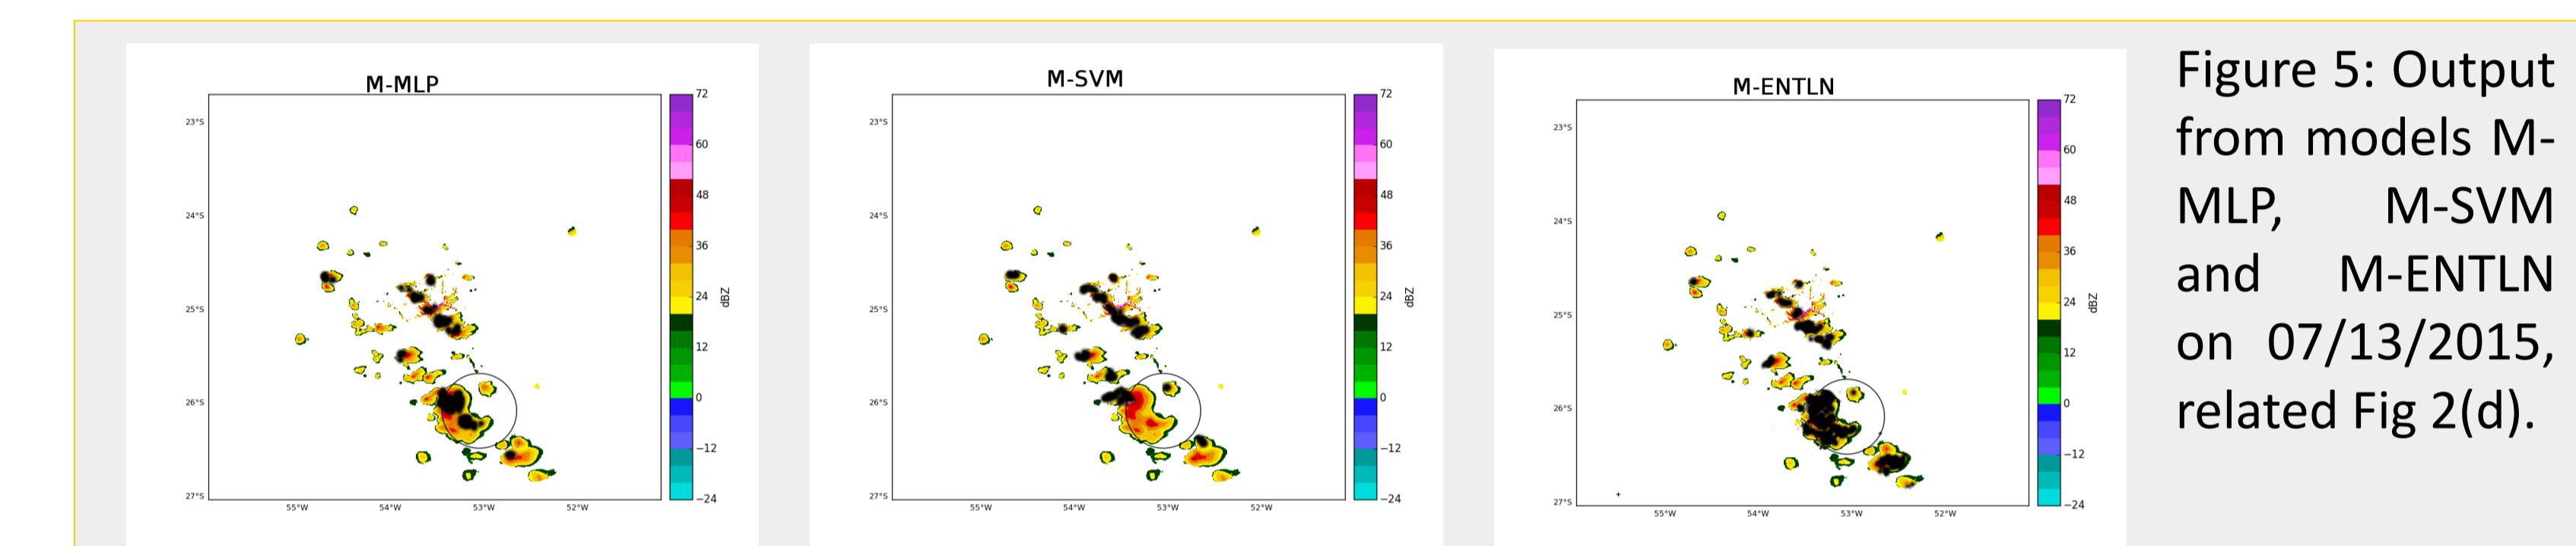 M-MLP
23°S
24°S
25°S
26°S
27°S
55°W 54°W 53°W 52°W
72
60
48
36
24
12
0
−12
−24
dBZ
M-SVM
23°S
24°S
25°S
26°S
27°S
55°W 54°W 53°W 52°W
72
60
48
36
24
12
0
−12
−24
dBZ
M-ENTLN
23°S
24°S
25°S
26°S
27°S
55°W 54°W 53°W 52°W
72
60
48
36
24
12
0
−12
−24
dBZ
Figure 5: Output
from models M-
MLP, M-SVM
and M-ENTLN
on 07/13/2015,
related Fig 2(d).